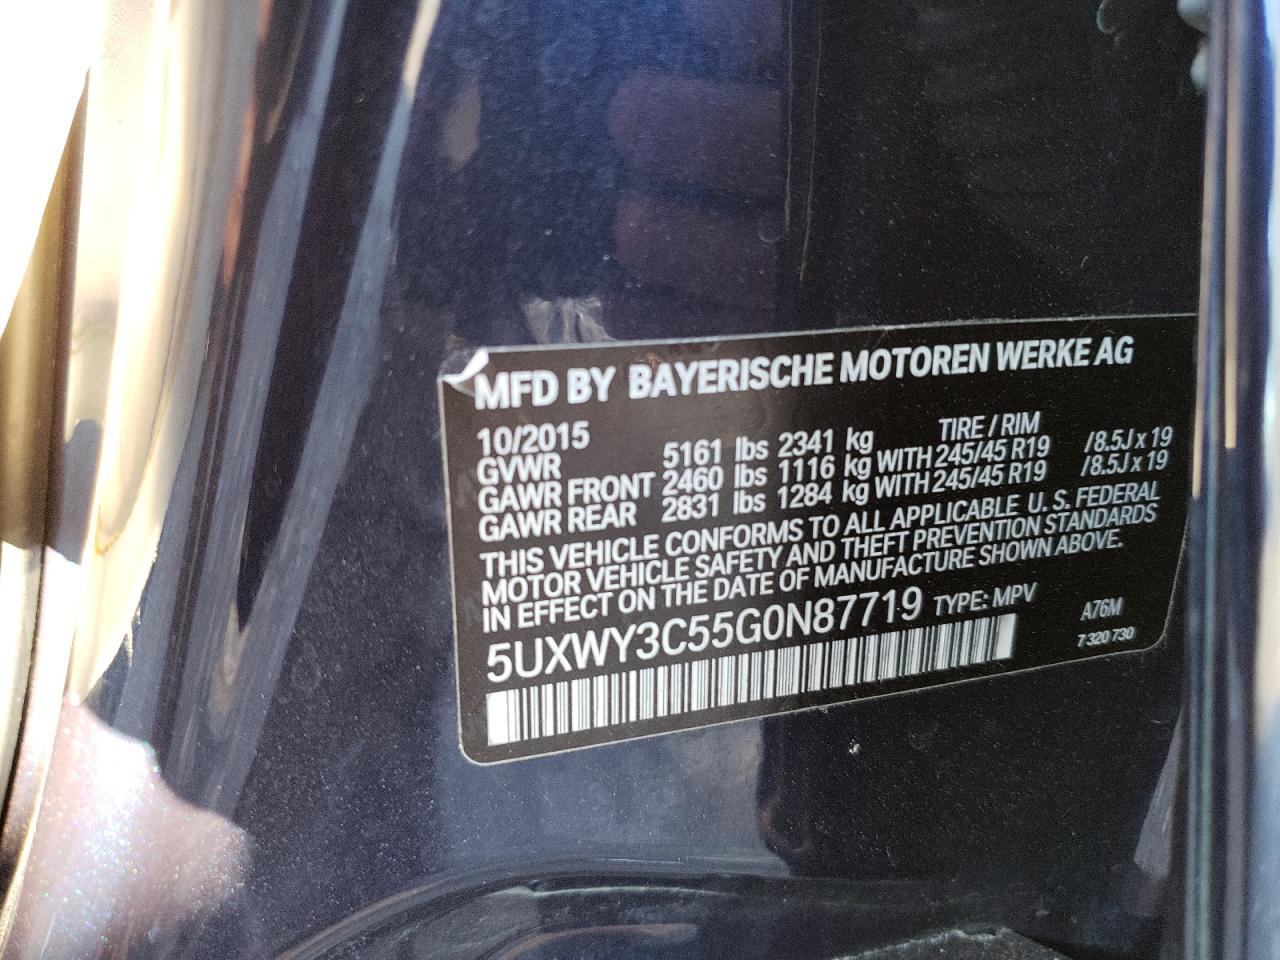 MFD BY BAYERISCHE MOTOREN WERKE AG
10/2015 TIRE / RIM
GVWR 5161 lbs 2341 kg
GAWR FRONT 2460 lbs 1116 kg WITH 245/45 R19 /8.5J x 19
GAWR REAR 2831 lbs 1284 kg WITH 245/45 R19 /8.5J x 19
THIS VEHICLE CONFORMS TO ALL APPLICABLE U. S. FEDERAL
MOTOR VEHICLE SAFETY AND THEFT PREVENTION STANDARDS
IN EFFECT ON THE DATE OF MANUFACTURE SHOWN ABOVE.
5UXWY3C55G0N87719 TYPE: MPV A76M
7 320 730